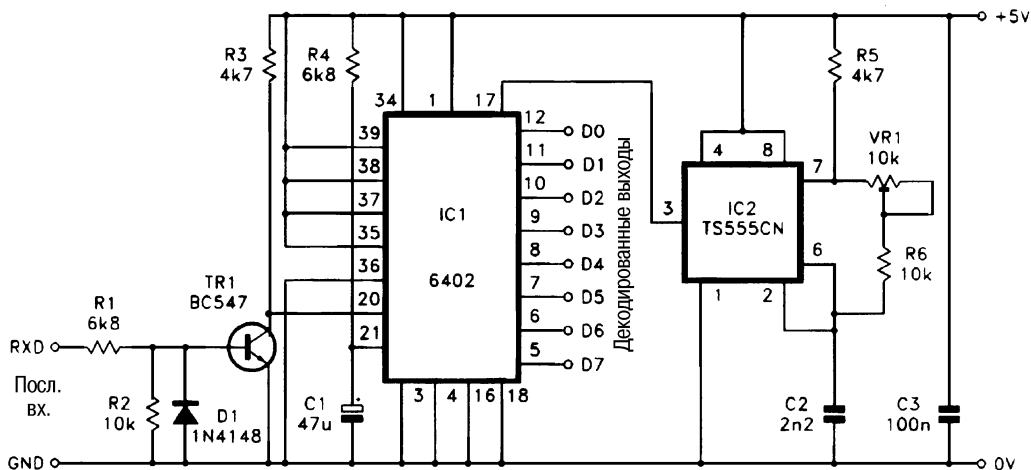 +5V
R3
4k7
R4
6k8
R5
4k7
34
1
17
39
38
37
35
36
20
21
IC1
6402
12
11
10
9
8
7
6
5
D0
D1
D2
D3
D4
D5
D6
D7
Декодированные выходы
3
4
16
18
4
8
7
3
6
1
2
IC2
TS555CN
VR1
10k
R6
10k
TR1
BC547
R1
6k8
RXD
Посл.
вх.
R2
10k
D1
1N4148
C1
47u
+
C2
2n2
C3
100n
GND
0V